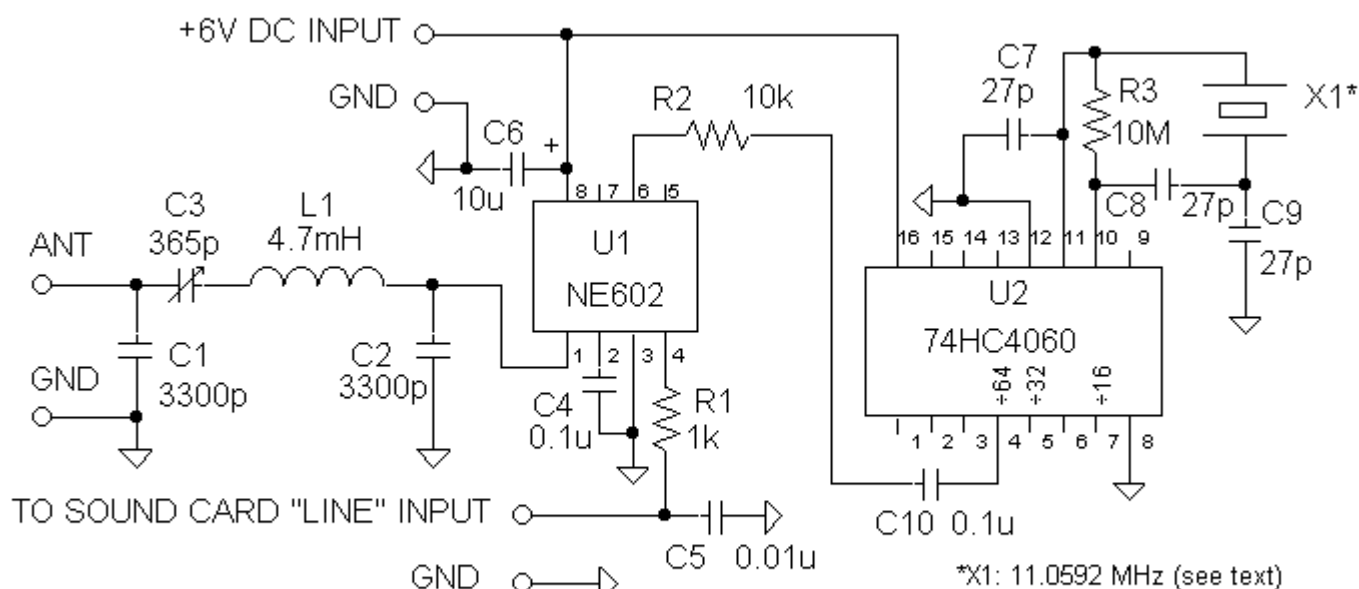 +6V DC INPUT
GND
C6
+
10u
R2
10k
C7
27p
R3
10M
X1*
C8
27p
C9
27p
C3
365p
L1
4.7mH
ANT
C1
3300p
GND
C2
3300p
8 7 6 5
U1
NE602
1 2 3 4
C4
0.1u
R1
1k
16 15 14 13 12 11 10 9
U2
74HC4060
÷64 ÷32 ÷16
1 2 3 4 5 6 7 8
C10 0.1u
TO SOUND CARD "LINE" INPUT
C5 0.01u
GND
*X1: 11.0592 MHz (see text)